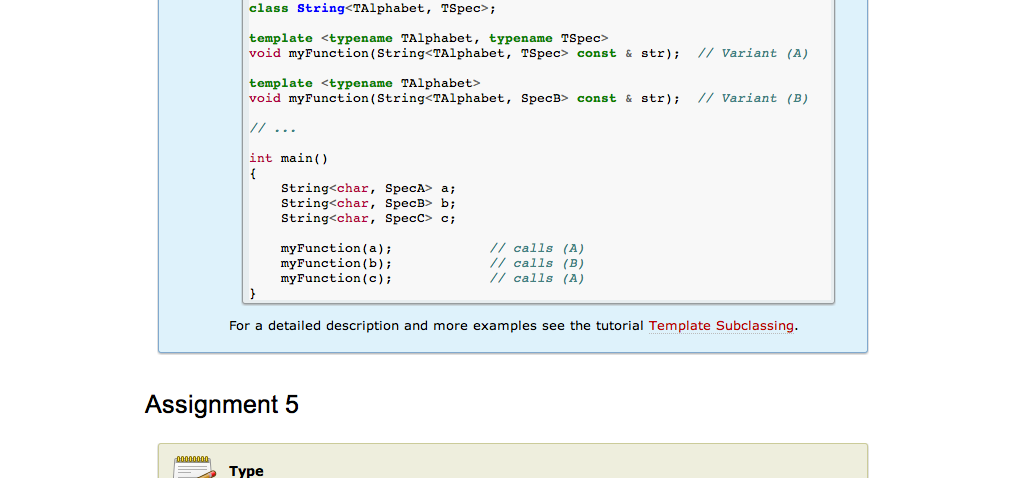 class String<TAlphabet, TSpec>;
template <typename TAlphabet, typename TSpec>
void myFunction(String<TAlphabet, TSpec> const & str);  // Variant (A)
template <typename TAlphabet>
void myFunction(String<TAlphabet, SpecB> const & str);  // Variant (B)
// ...
int main()
{
    String<char, SpecA> a;
    String<char, SpecB> b;
    String<char, SpecC> c;
    myFunction(a);            // calls (A)
    myFunction(b);            // calls (B)
    myFunction(c);            // calls (A)
}
For a detailed description and more examples see the tutorial Template Subclassing.
Assignment 5
Type